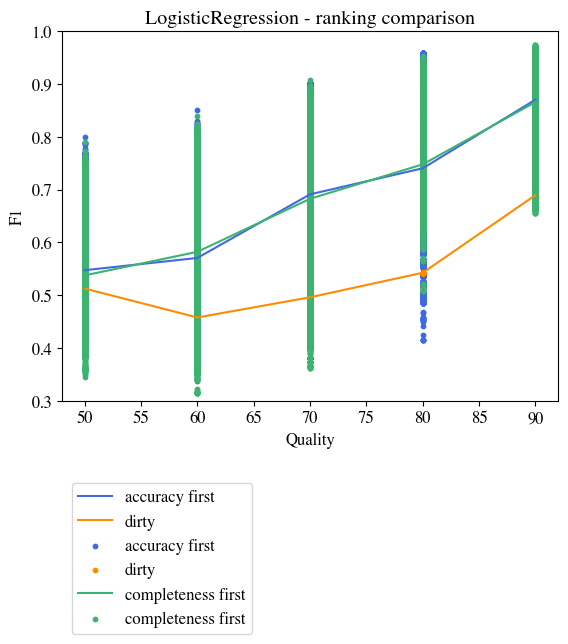 LogisticRegression - ranking comparison
1.0
0.9
0.8
0.7
0.6
0.5
0.4
0.3
F1
50 55 60 65 70 75 80 85 90
Quality
accuracy first
dirty
accuracy first
dirty
completeness first
completeness first